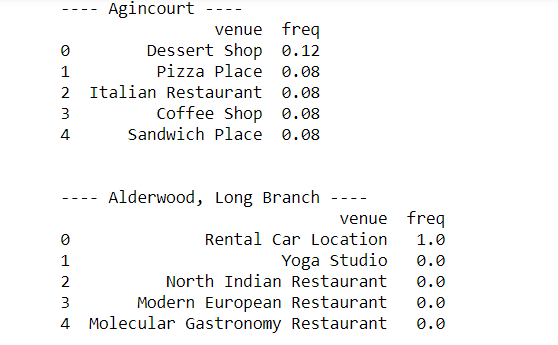 ---- Agincourt ----
venue freq
0 Dessert Shop 0.12
1 Pizza Place 0.08
2 Italian Restaurant 0.08
3 Coffee Shop 0.08
4 Sandwich Place 0.08
---- Alderwood, Long Branch ----
venue freq
0 Rental Car Location 1.0
1 Yoga Studio 0.0
2 North Indian Restaurant 0.0
3 Modern European Restaurant 0.0
4 Molecular Gastronomy Restaurant 0.0